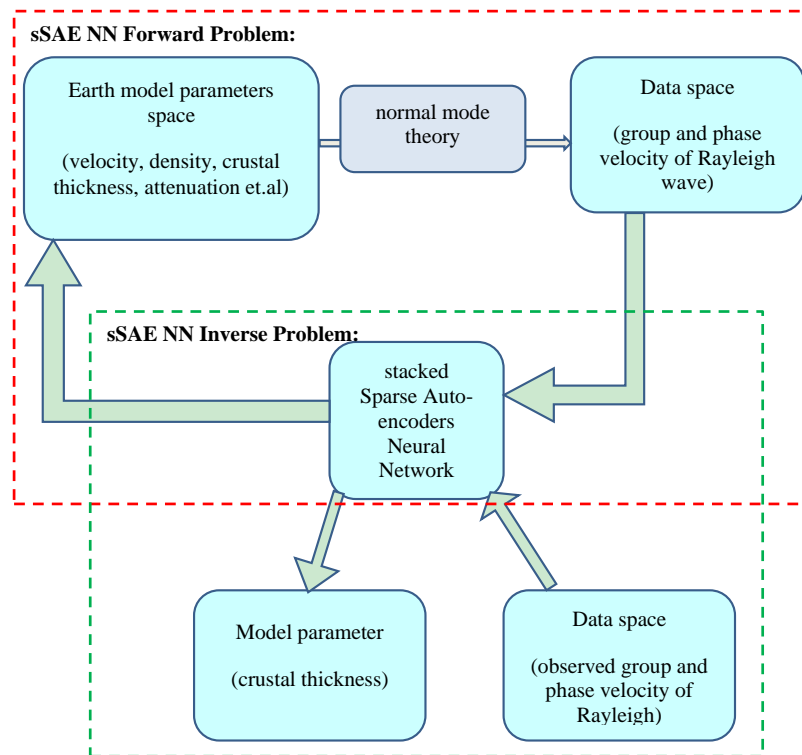 sSAE NN Forward Problem:
Earth model parameters
space
(velocity, density, crustal
thickness, attenuation et.al)
normal mode
theory
Data space
(group and phase
velocity of Rayleigh
wave)
sSAE NN Inverse Problem:
stacked
Sparse Auto-
encoders
Neural
Network
Model parameter
(crustal thickness)
Data space
(observed group and
phase velocity of
Rayleigh)